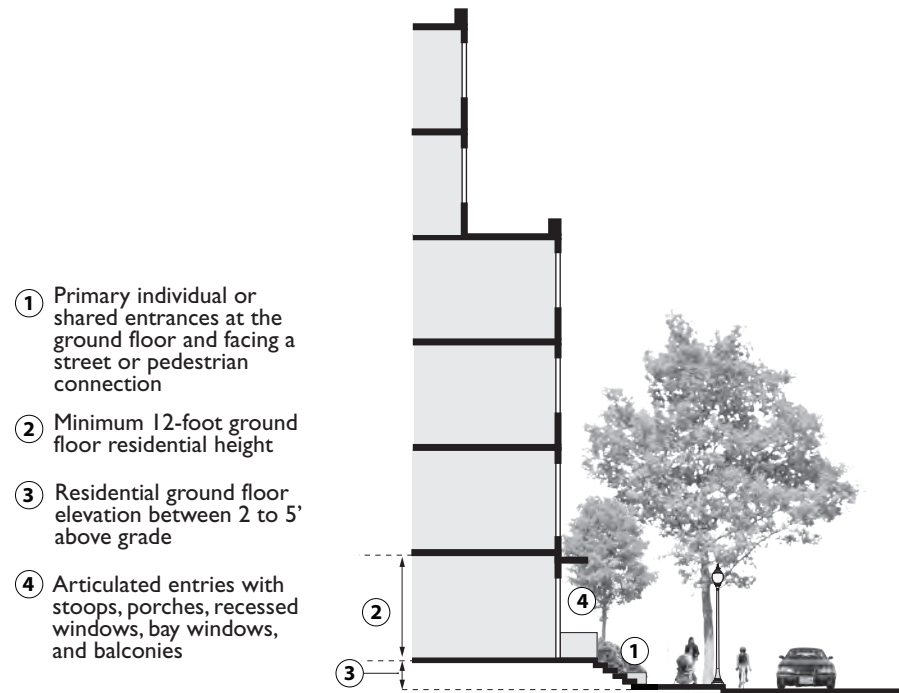 1 Primary individual or
shared entrances at the
ground floor and facing a
street or pedestrian
connection
2 Minimum 12-foot ground
floor residential height
3 Residential ground floor
elevation between 2 to 5’
above grade
4 Articulated entries with
stoops, porches, recessed
windows, bay windows,
and balconies
2
4
1
3